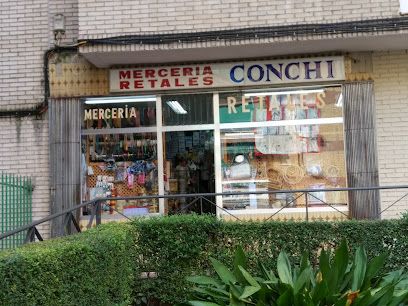 MERCERIA
RETALES
CONCHI
MERCERÍA
RETALES